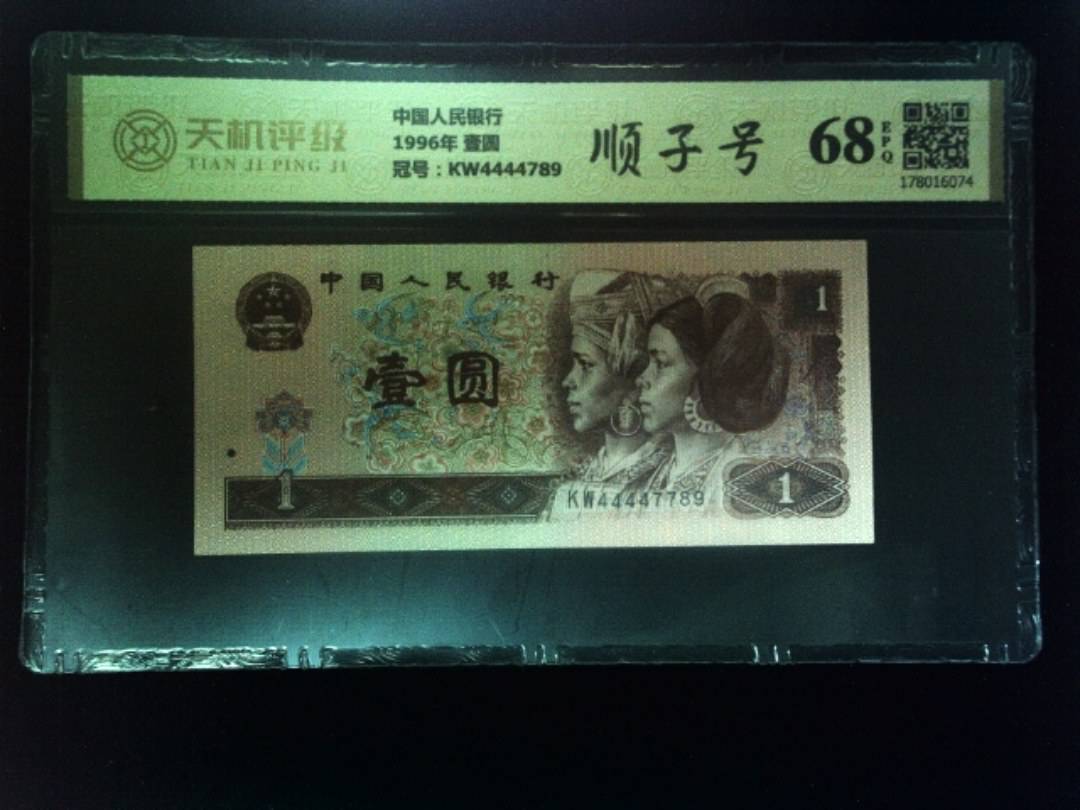 天机评级
TIAN JI PING JI
中国人民银行
1996年 壹圆
冠号：KW4444789
顺子号
68
EPQ
178016074
中国人民银行
1
壹圆
1
KW44447789
1